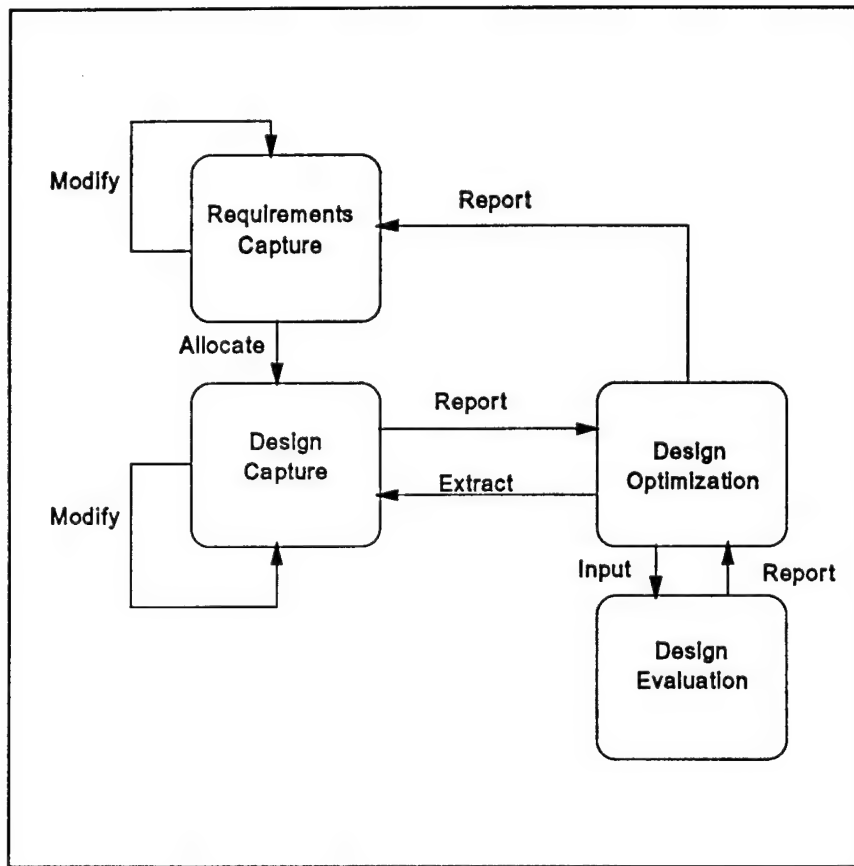 Modify
Requirements
Capture
Report
Allocate
Design
Capture
Report
Extract
Modify
Design
Optimization
Input
Report
Design
Evaluation